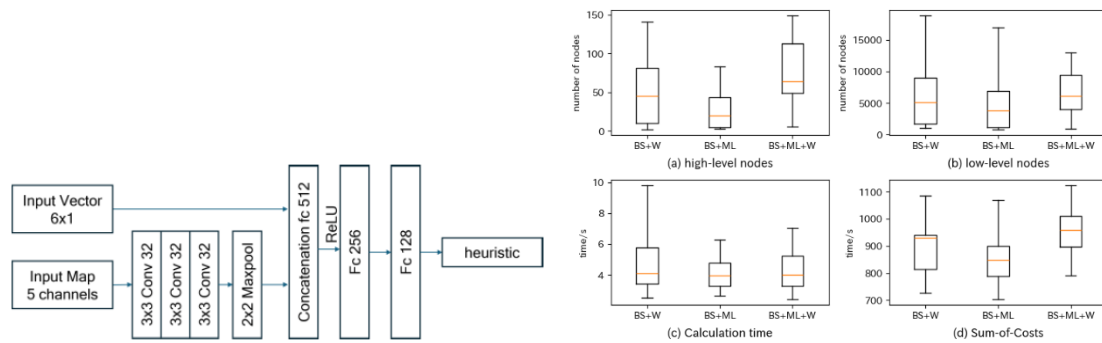 Input Vector
6x1
Input Map
5 channels
3x3 Conv 32
3x3 Conv 32
3x3 Conv 32
2x2 Maxpool
Concatenation fc 512
ReLU
Fc 256
Fc 128
heuristic
number of nodes
150
100
50
0
BS+W
BS+ML
BS+ML+W
(a) high-level nodes
number of nodes
15000
10000
5000
0
BS+W
BS+ML
BS+ML+W
(b) low-level nodes
time/s
10
8
6
4
BS+W
BS+ML
BS+ML+W
(c) Calculation time
time/s
1100
1000
900
800
700
BS+W
BS+ML
BS+ML+W
(d) Sum-of-Costs